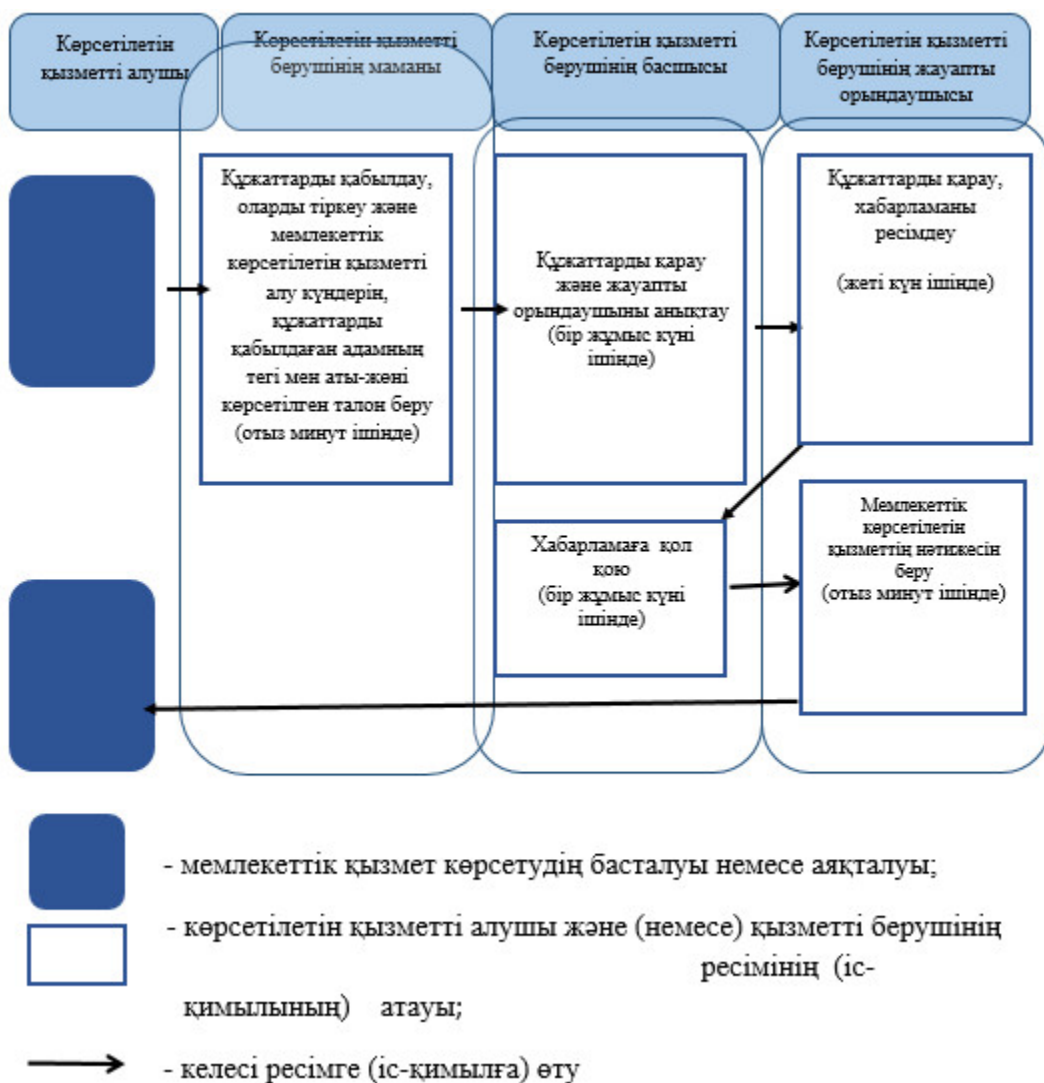 Көрсетілетін
қызметті алушы
Көрсетілетін қызметті
берушінің маманы
Көрсетілетін қызметті
берушінің басшысы
Көрсетілетін қызметті
берушінің жауапты
орындаушысы
Құжаттарды қабылдау,
оларды тіркеу және
мемлекеттік
көрсетілетін қызметті
алу күндерін,
құжаттарды
қабылдаған адамның
тегі мен аты-жөні
көрсетілген талон беру
(отыз минут ішінде)
Құжаттарды қарау
және жауапты
орындаушыны анықтау
(бір жұмыс күні
ішінде)
Құжаттарды қарау,
хабарламаны
ресімдеу
(жеті күн ішінде)
Хабарламаға қол
қою
(бір жұмыс күні
ішінде)
Мемлекеттік
көрсетілетін
қызметтің нәтижесін
беру
(отыз минут ішінде)
- мемлекеттік қызмет көрсетудің басталуы немесе аяқталуы;
- көрсетілетін қызметті алушы және (немесе) қызметті берушінің
ресімінің (іс-
қимылының) атауы;
- келесі ресімге (іс-қимылға) өту